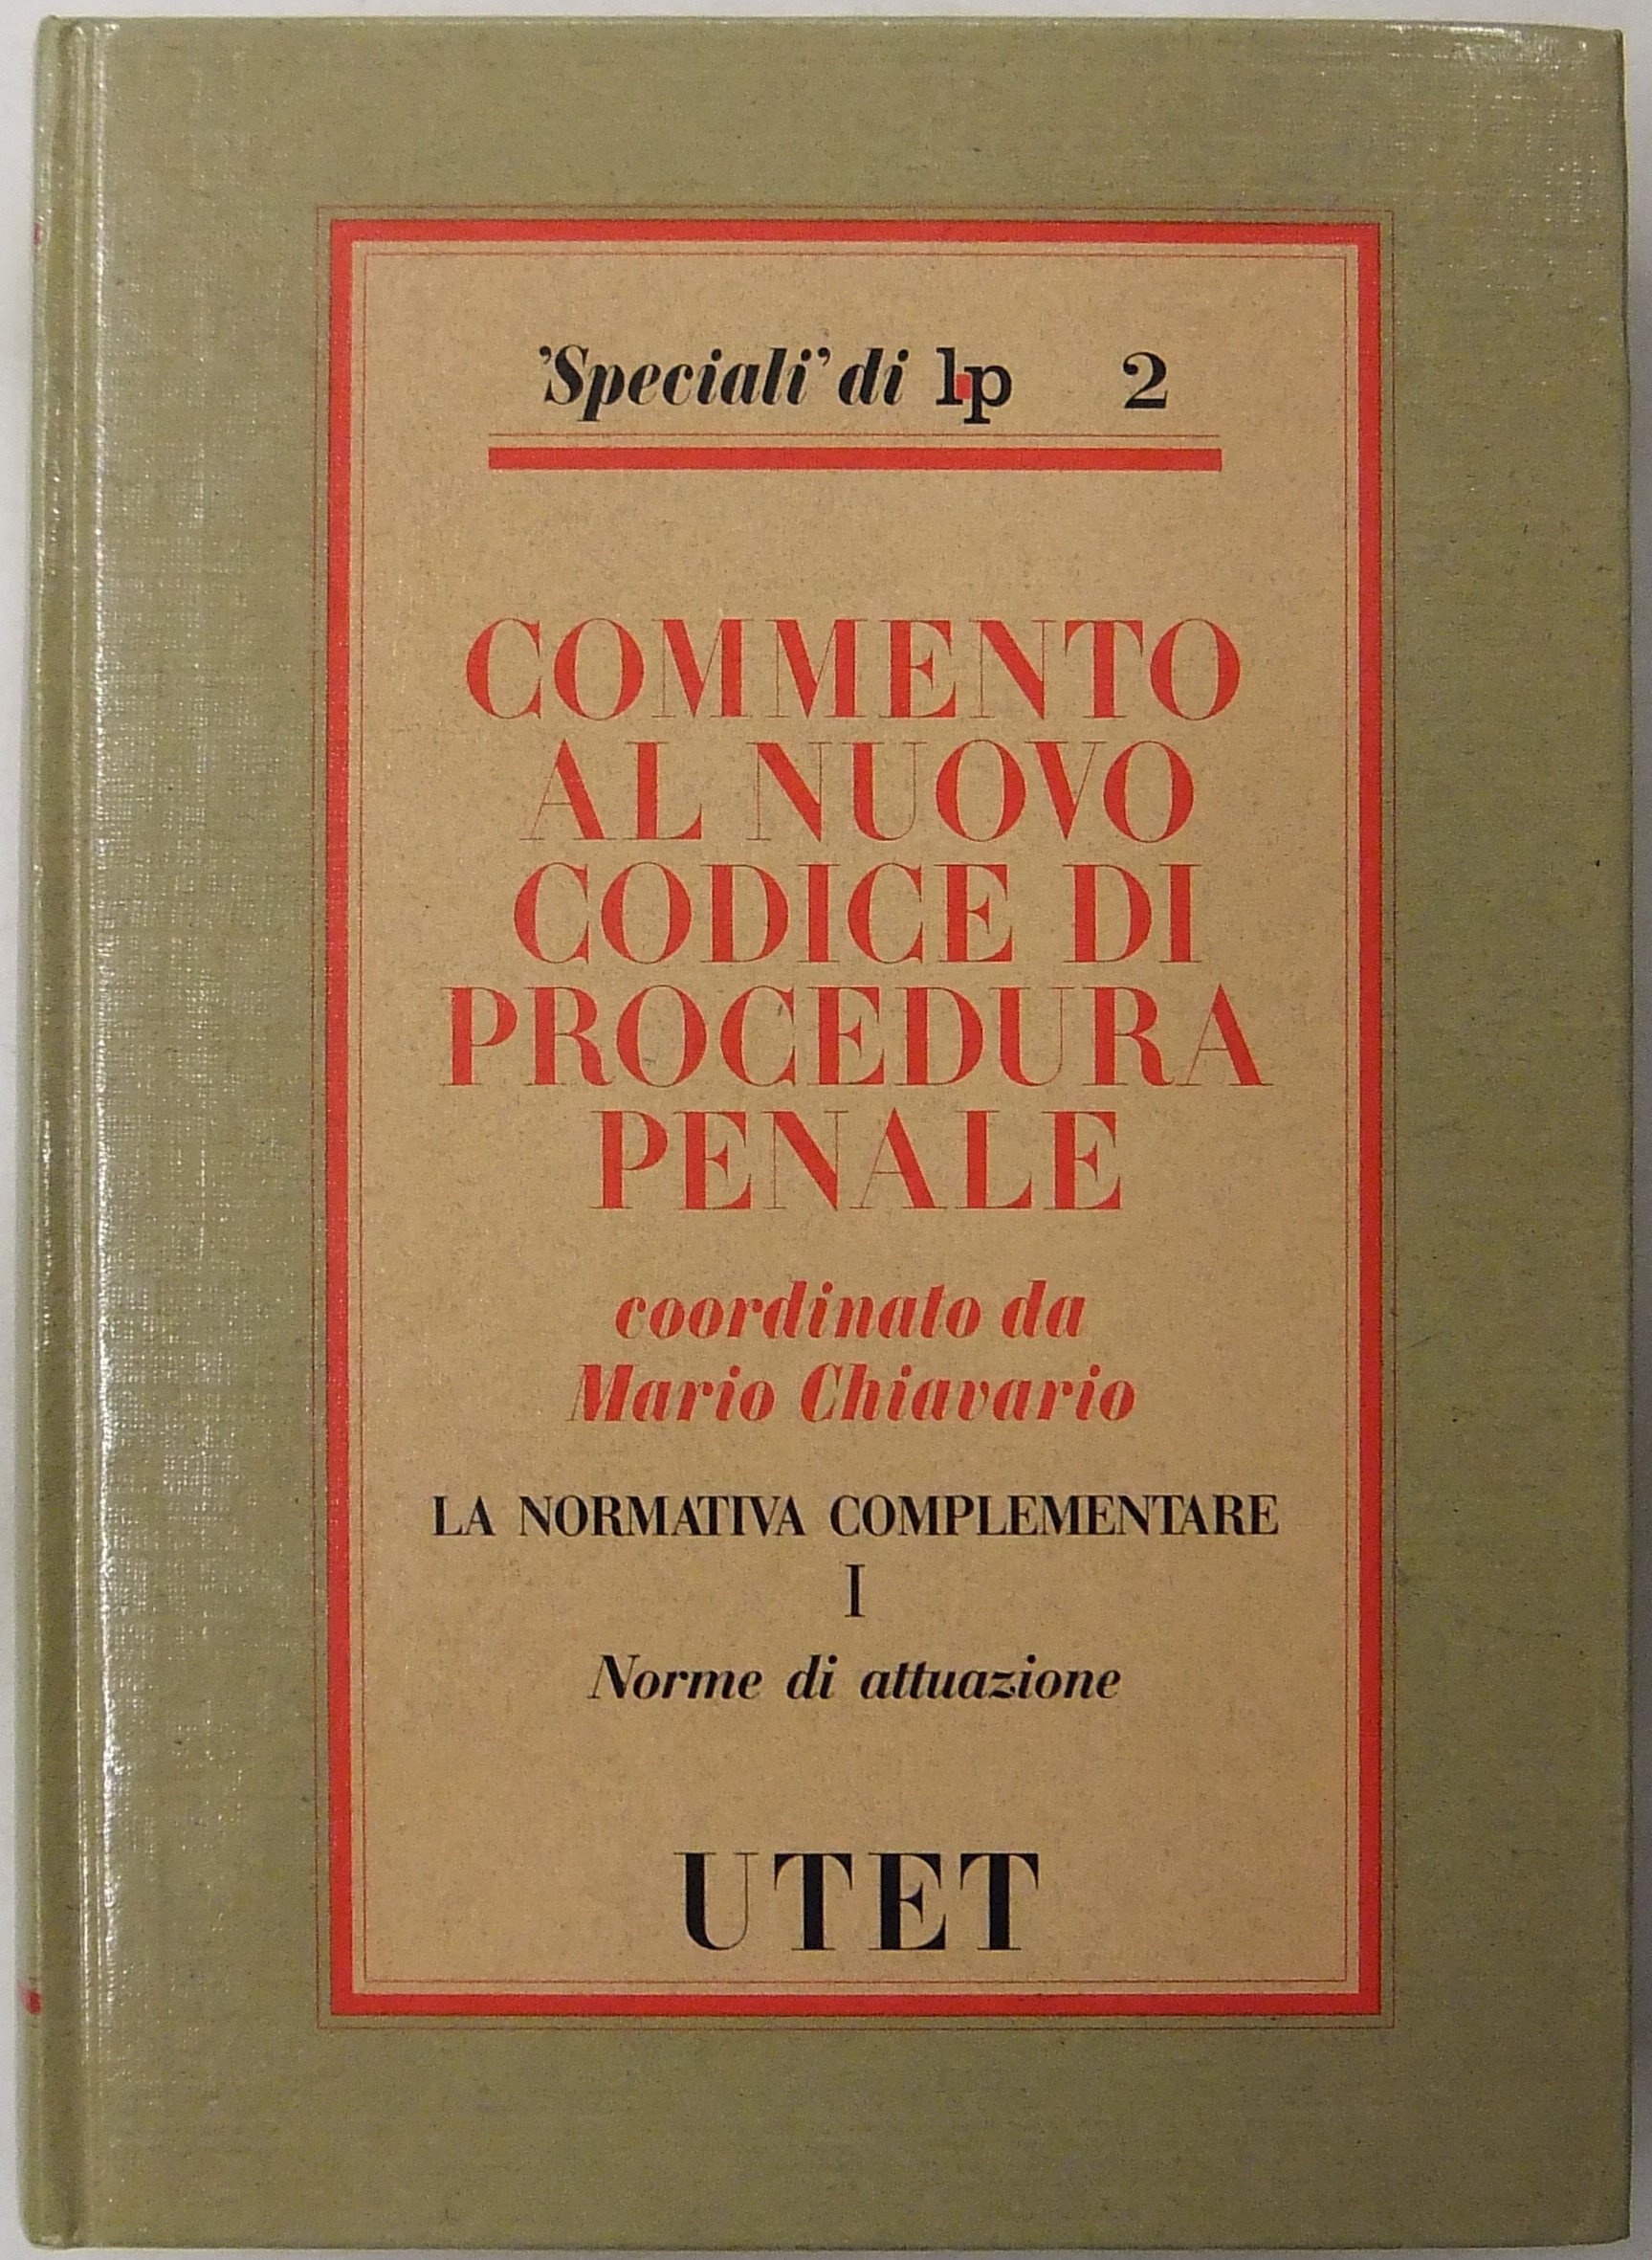 'Speciali' di lp 2
COMMENTO
AL NUOVO
CODICE DI
PROCEDURA
PENALE
coordinato da
Mario Chiavario
LA NORMATIVA COMPLEMENTARE
I
Norme di attuazione
UTET